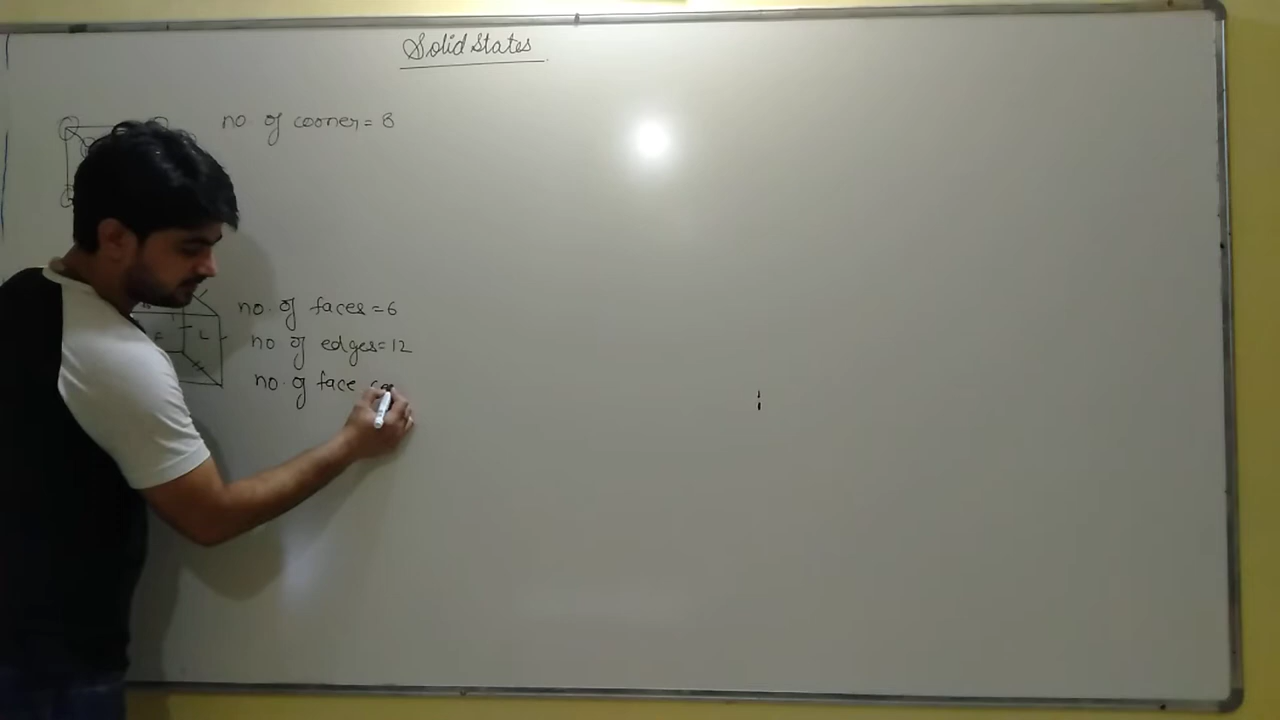 Solid States
no. of cooner = 8
no. of faces = 6
no of edges = 12
no. of face
L